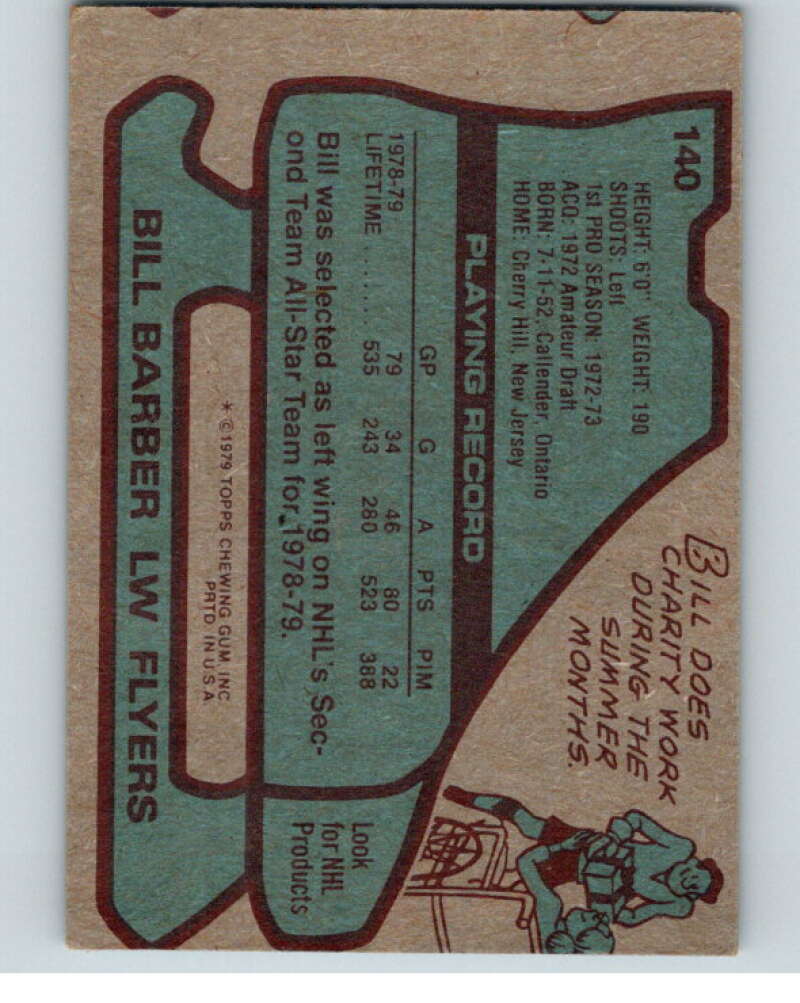 140
HEIGHT: 6'0" WEIGHT: 190
SHOOTS: Left
1st PRO SEASON: 1972-73
ACQ: 1972 Amateur Draft
BORN: 7-11-52, Callender, Ontario
HOME: Cherry Hill, New Jersey
BILL DOES
CHARITY WORK
DURING THE
SUMMER
MONTHS.
PLAYING RECORD
GP G A PTS PIM
1978-79 79 34 46 80 22
LIFETIME ........ 535 243 280 523 388
Bill was selected as left wing on NHL's Sec-
ond Team All-Star Team for 1978-79.
Look
for NHL
Products
* ©1979 TOPPS CHEWING GUM, INC
PRTD IN U.S.A
BILL BARBER LW FLYERS